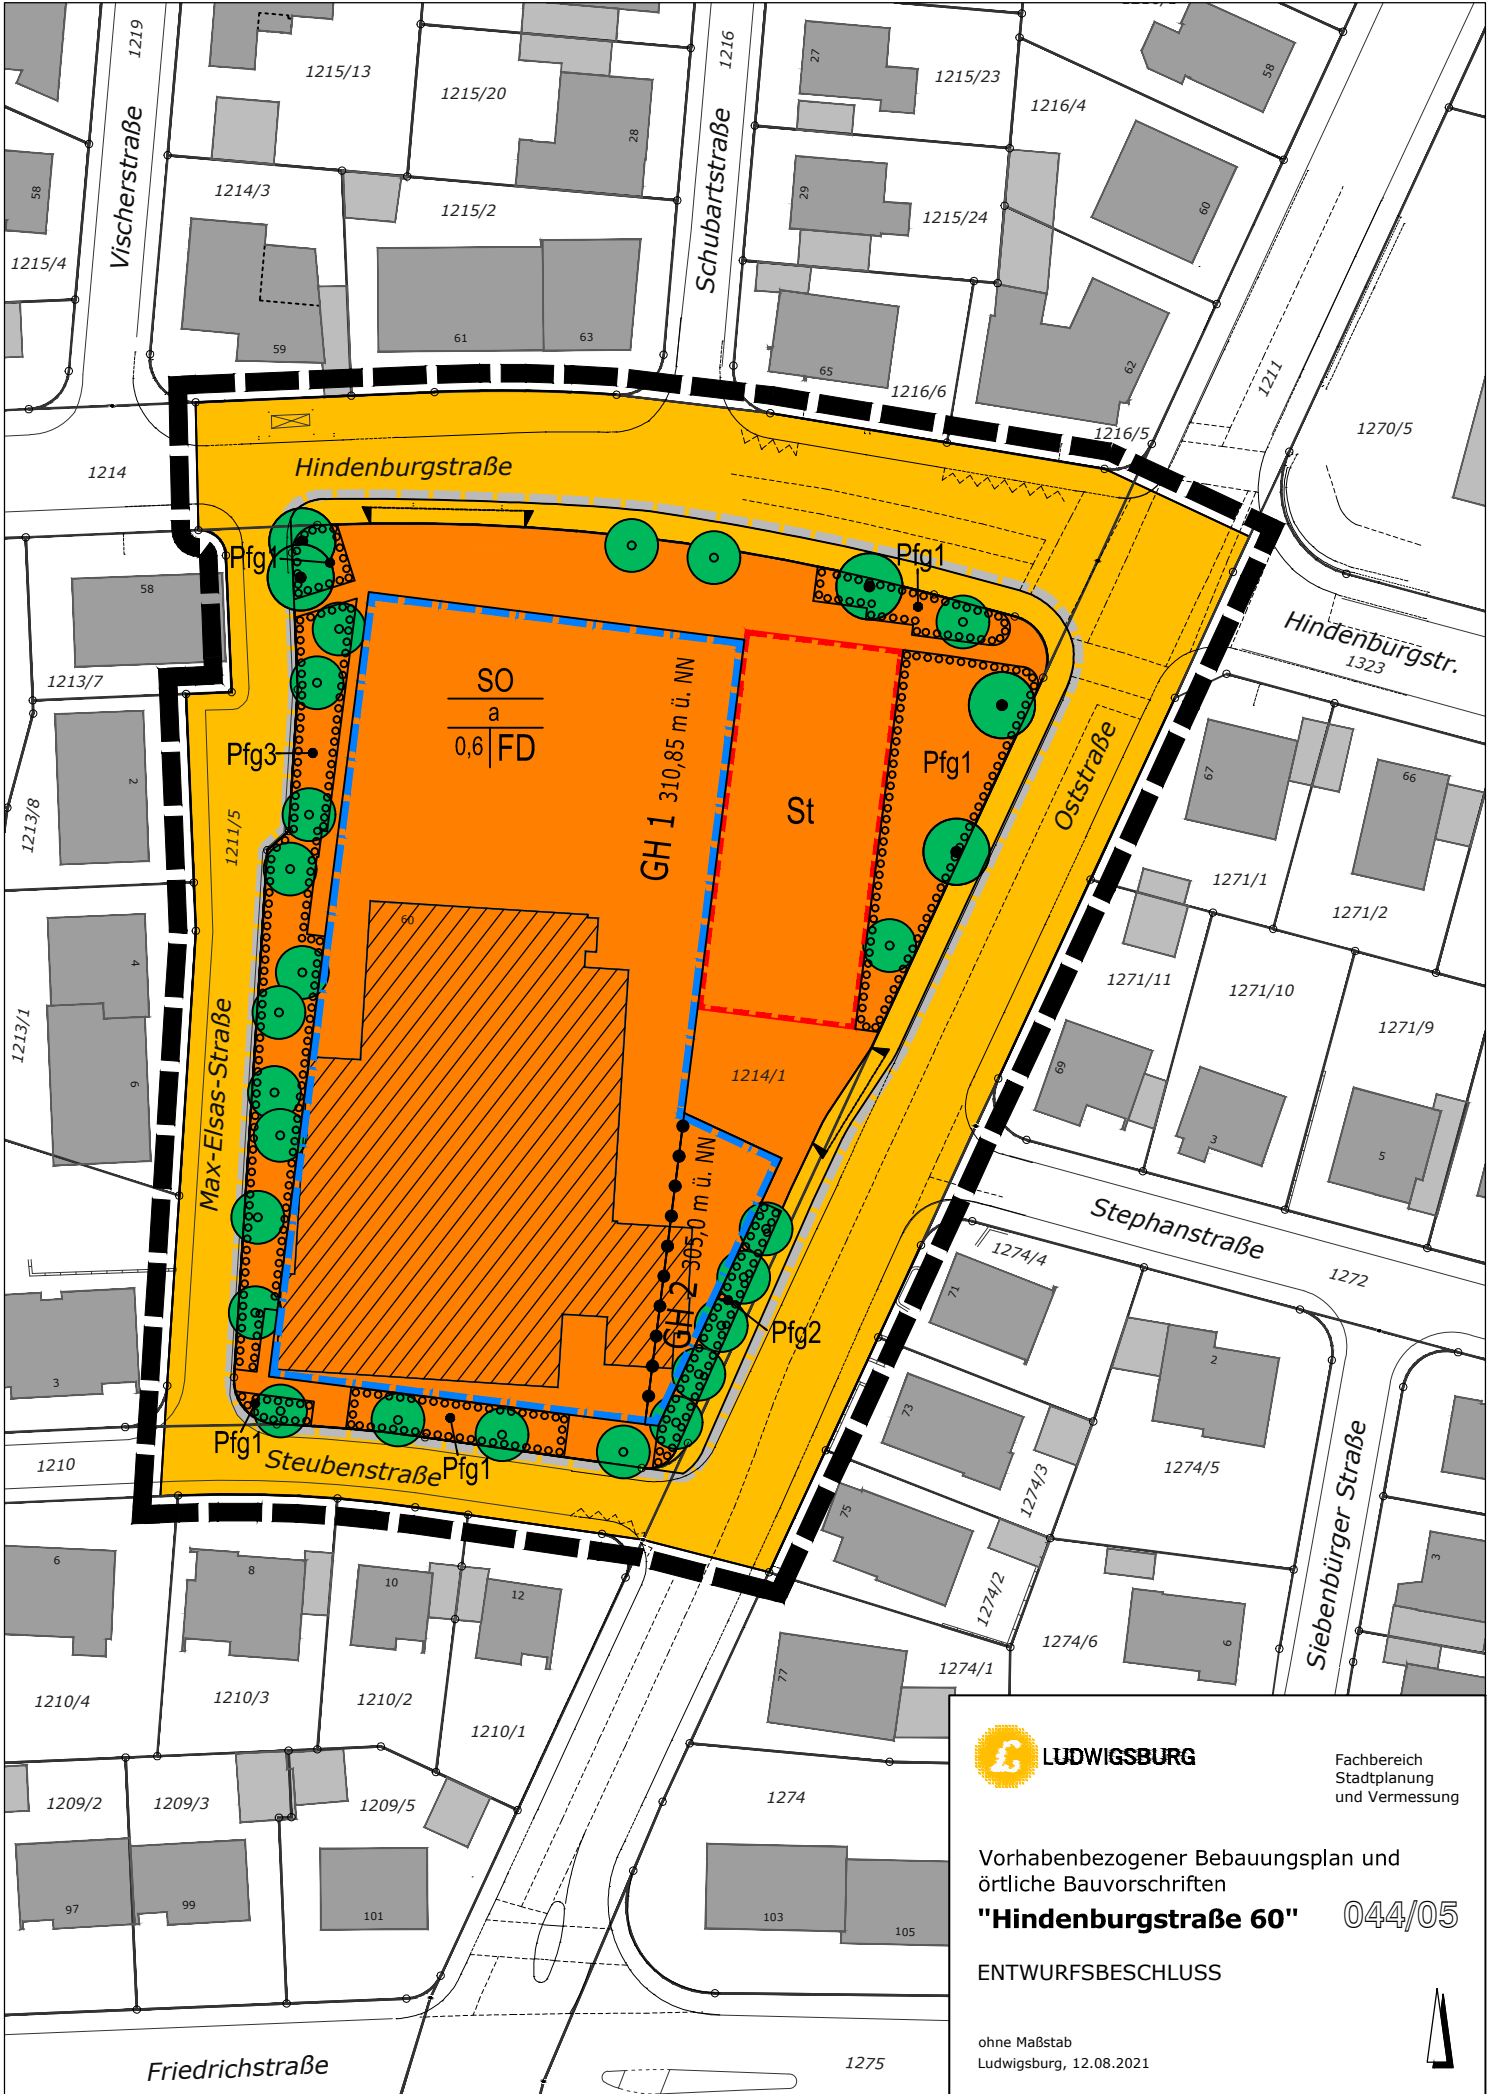 1219
1215/13
1215/20
28
1216
27
1215/23
1216/4
58
Vischerstraße
Schubartstraße
58
1214/3
1215/2
29
1215/24
60
1215/4
59
61
63
65
1216/6
62
1211
1216/5
1270/5
1214
Hindenburgstraße
58
Pfg1
Pfg1
Hindenburgstr.
1323
1213/7
SO
a
0,6 FD
GH 1 310,85 m ü. NN
Pfg3
Pfg1
St
Oststraße
67
66
2
1213/8
1211/5
1271/1
1271/2
60
4
1271/11
1271/10
1271/9
1213/1
6
Max-Elsas-Straße
1214/1
69
3
5
GH 2 305,0 m ü. NN
Stephanstraße
1274/4
1272
71
Pfg2
3
2
Pfg1
Pfg1
Steubenstraße
1210
73
1274/3
1274/5
Siebenbürger Straße
75
6
8
10
12
1274/2
3
1274/6
6
1210/4
1210/3
1210/2
1210/1
77
1274/1
1209/2
1209/3
1209/5
1274
97
99
101
103
105
Friedrichstraße
1275
LUDWIGSBURG
Fachbereich
Stadtplanung
und Vermessung
Vorhabenbezogener Bebauungsplan und
örtliche Bauvorschriften
"Hindenburgstraße 60" 044/05
ENTWURFSBESCHLUSS
ohne Maßstab
Ludwigsburg, 12.08.2021